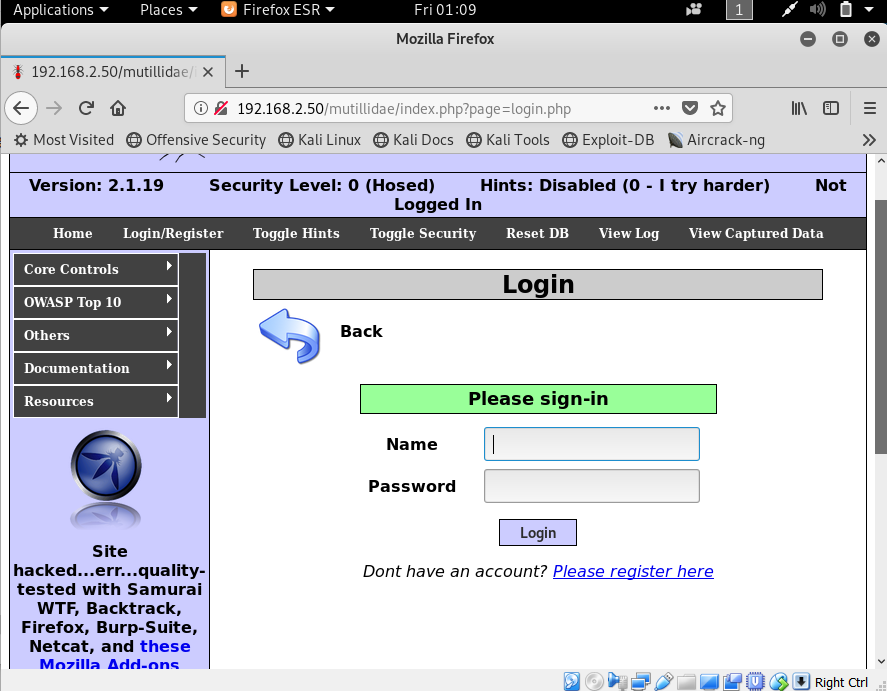 Applications Places Firefox ESR Fri 01:09 1
Mozilla Firefox
192.168.2.50/mutillidae/
192.168.2.50/mutillidae/index.php?page=login.php
Most Visited Offensive Security Kali Linux Kali Docs Kali Tools Exploit-DB Aircrack-ng
Version: 2.1.19 Security Level: 0 (Hosed) Hints: Disabled (0 - I try harder) Not
Logged In
Home Login/Register Toggle Hints Toggle Security Reset DB View Log View Captured Data
Core Controls
OWASP Top 10
Others
Documentation
Resources
Login
Back
Please sign-in
Name
Password
Login
Dont have an account? Please register here
Site
hacked...err...quality-
tested with Samurai
WTF, Backtrack,
Firefox, Burp-Suite,
Netcat, and these
Mozilla Add-ons
Right Ctrl